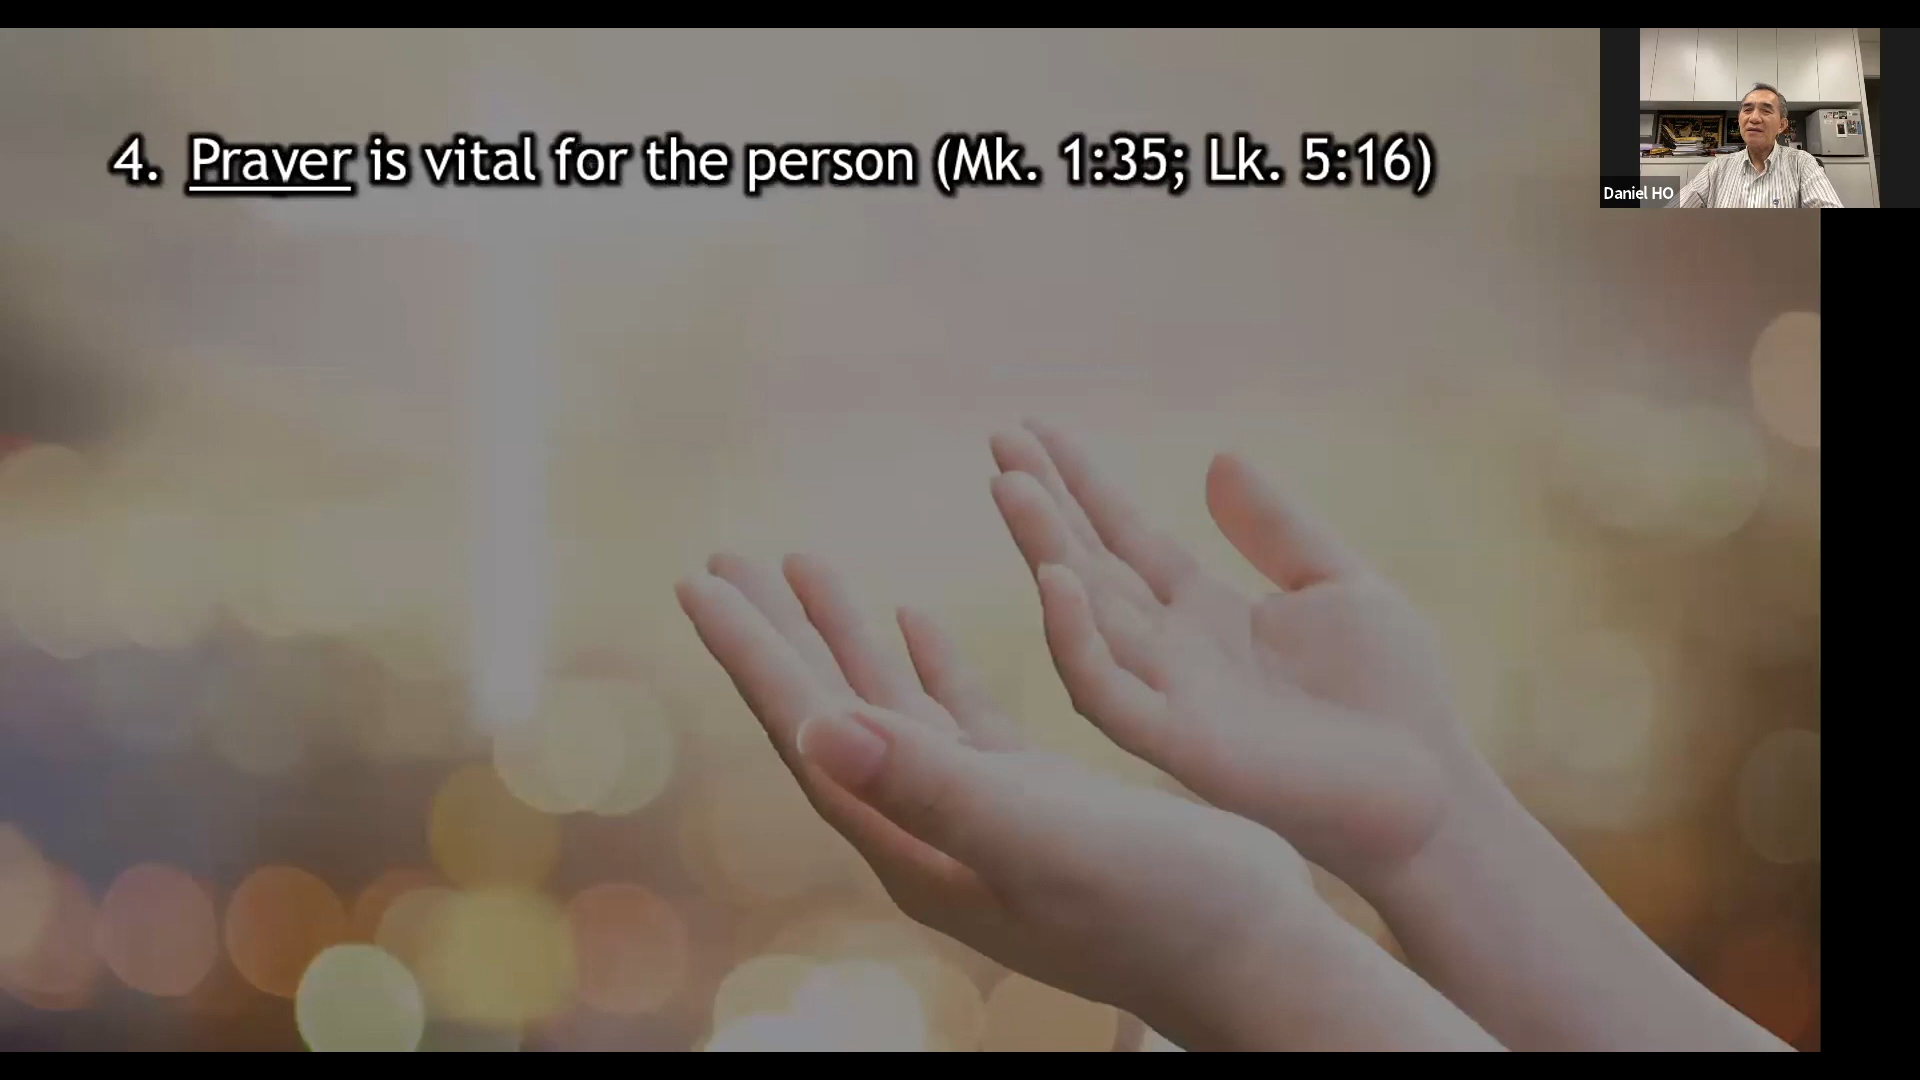 4. Prayer is vital for the person (Mk. 1:35; Lk. 5:16)
Daniel HO